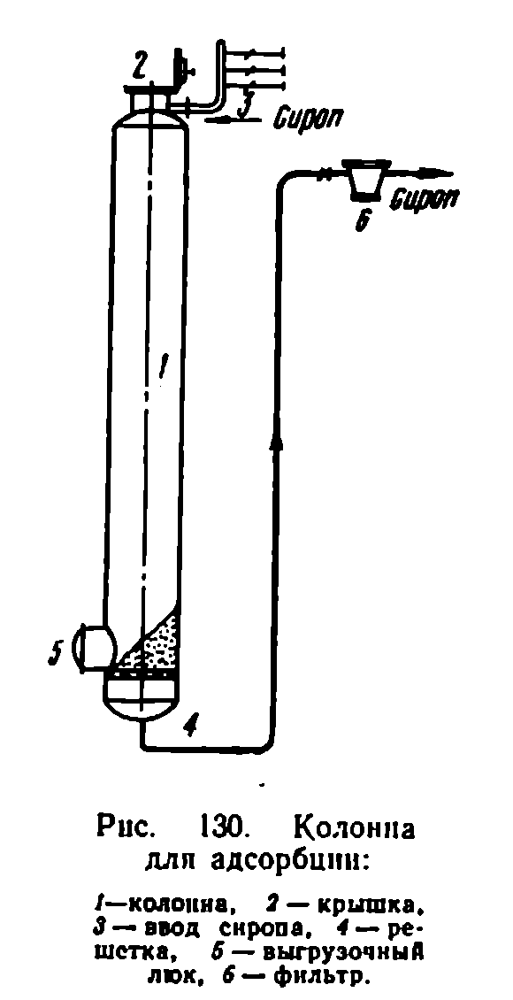 2
3
Сироп
Сироп
6
1
5
4
Рис. 130. Колонна
для адсорбции:
1—колонна, 2 — крышка,
3 — ввод сиропа, 4 — ре-
шетка, 5 — выгрузочный
люк, 6 — фильтр.